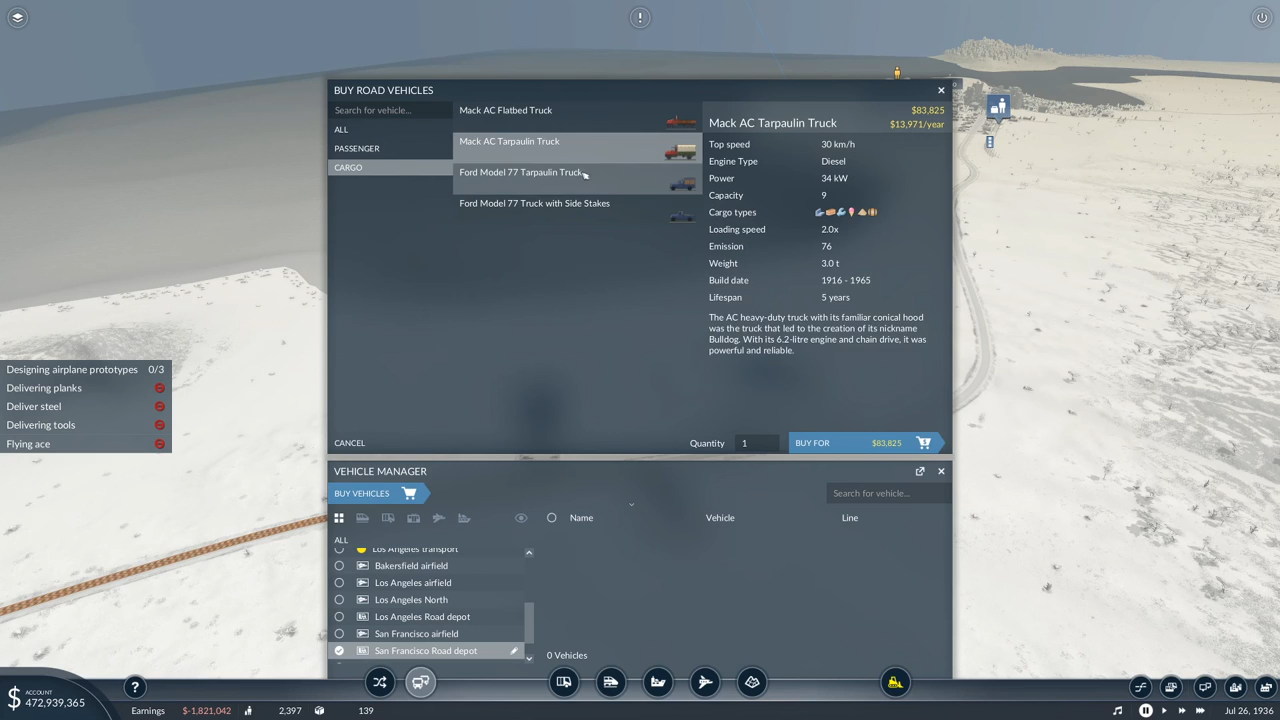 BUY ROAD VEHICLES
Search for vehicle...
ALL
PASSENGER
CARGO
Mack AC Flatbed Truck
Mack AC Tarpaulin Truck
Ford Model 77 Tarpaulin Truck
Ford Model 77 Truck with Side Stakes
$83,825
Mack AC Tarpaulin Truck
$13,971/year
Top speed 30 km/h
Engine Type Diesel
Power 34 kW
Capacity 9
Cargo types
Loading speed 2.0x
Emission 76
Weight 3.0 t
Build date 1916 - 1965
Lifespan 5 years
The AC heavy-duty truck with its familiar conical hood
was the truck that led to the creation of its nickname
Bulldog. With its 6.2-litre engine and chain drive, it was
powerful and reliable.
CANCEL
Quantity 1
BUY FOR $83,825
Designing airplane prototypes 0/3
Delivering planks
Deliver steel
Delivering tools
Flying ace
VEHICLE MANAGER
BUY VEHICLES
Search for vehicle...
Name Vehicle Line
ALL
Los Angeles transport
Bakersfield airfield
Los Angeles airfield
Los Angeles North
Los Angeles Road depot
San Francisco airfield
San Francisco Road depot
0 Vehicles
$ ACCOUNT
472,939,365
?
Earnings $-1,821,042 2,397 139
Jul 26, 1936